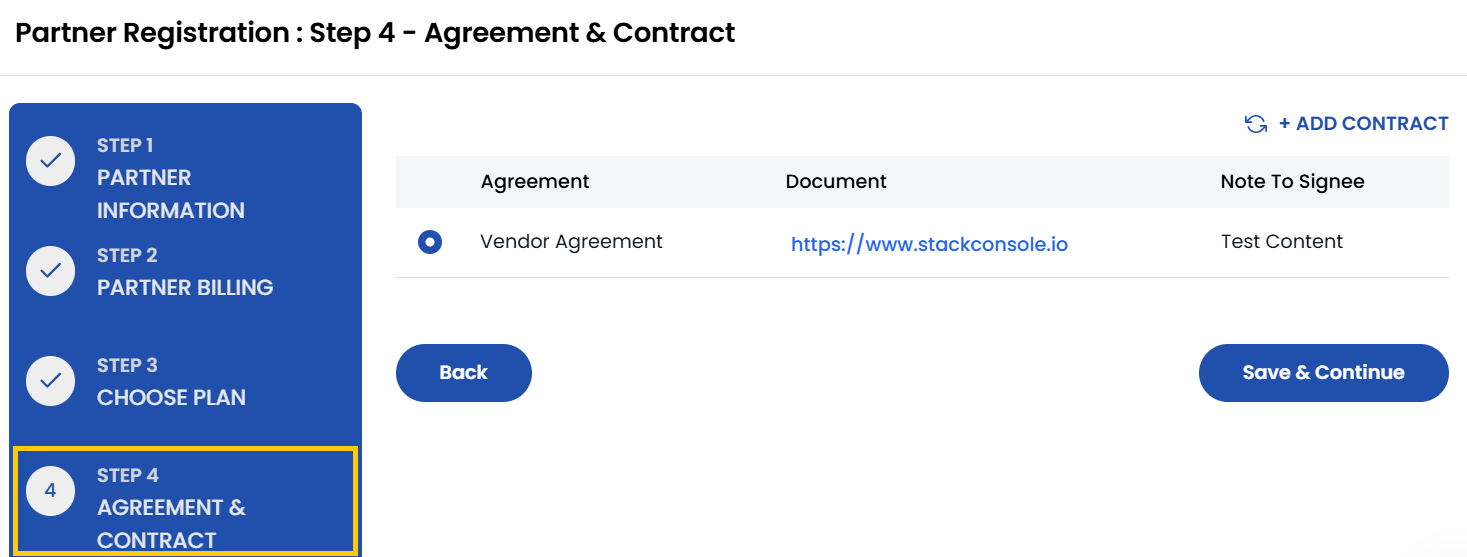 Partner Registration : Step 4 - Agreement & Contract
STEP 1
PARTNER
INFORMATION
STEP 2
PARTNER BILLING
STEP 3
CHOOSE PLAN
4
STEP 4
AGREEMENT &
CONTRACT
+ ADD CONTRACT
Agreement Document Note To Signee
Vendor Agreement https://www.stackconsole.io Test Content
Back Save & Continue